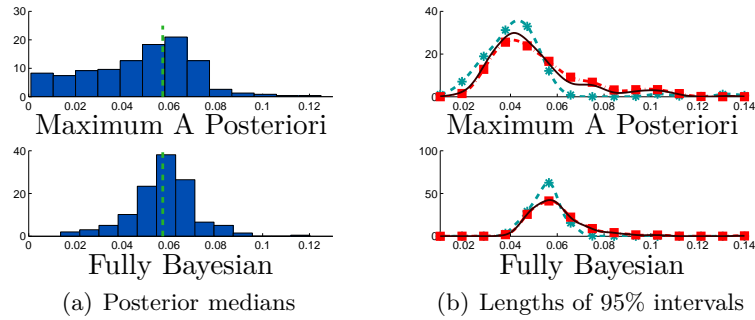 30
20
10
0
0 0.02 0.04 0.06 0.08 0.1 0.12
Maximum A Posteriori
40
20
0
0 0.02 0.04 0.06 0.08 0.1 0.12
Fully Bayesian
(a) Posterior medians
40
20
0
0.01 0.02 0.04 0.06 0.08 0.1 0.12 0.14
Maximum A Posteriori
100
50
0
0.01 0.02 0.04 0.06 0.08 0.1 0.12 0.14
Fully Bayesian
(b) Lengths of 95% intervals